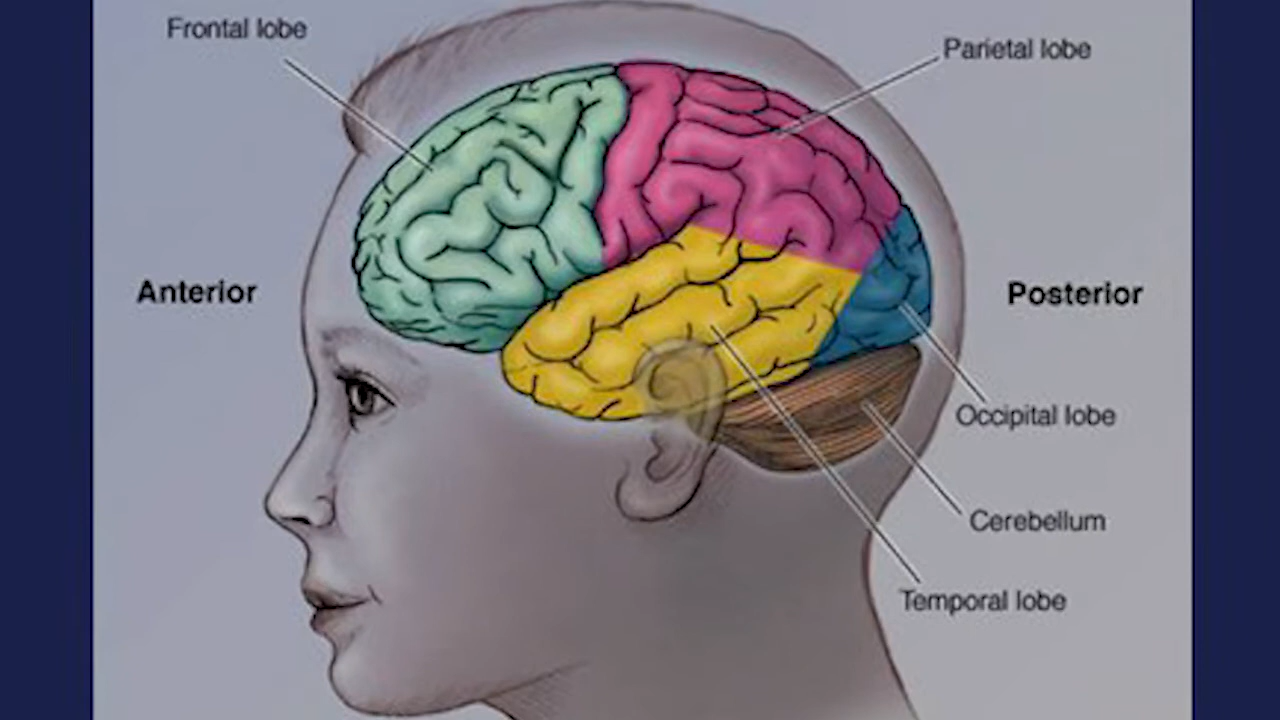 Frontal lobe
Parietal lobe
Anterior
Posterior
Occipital lobe
Cerebellum
Temporal lobe